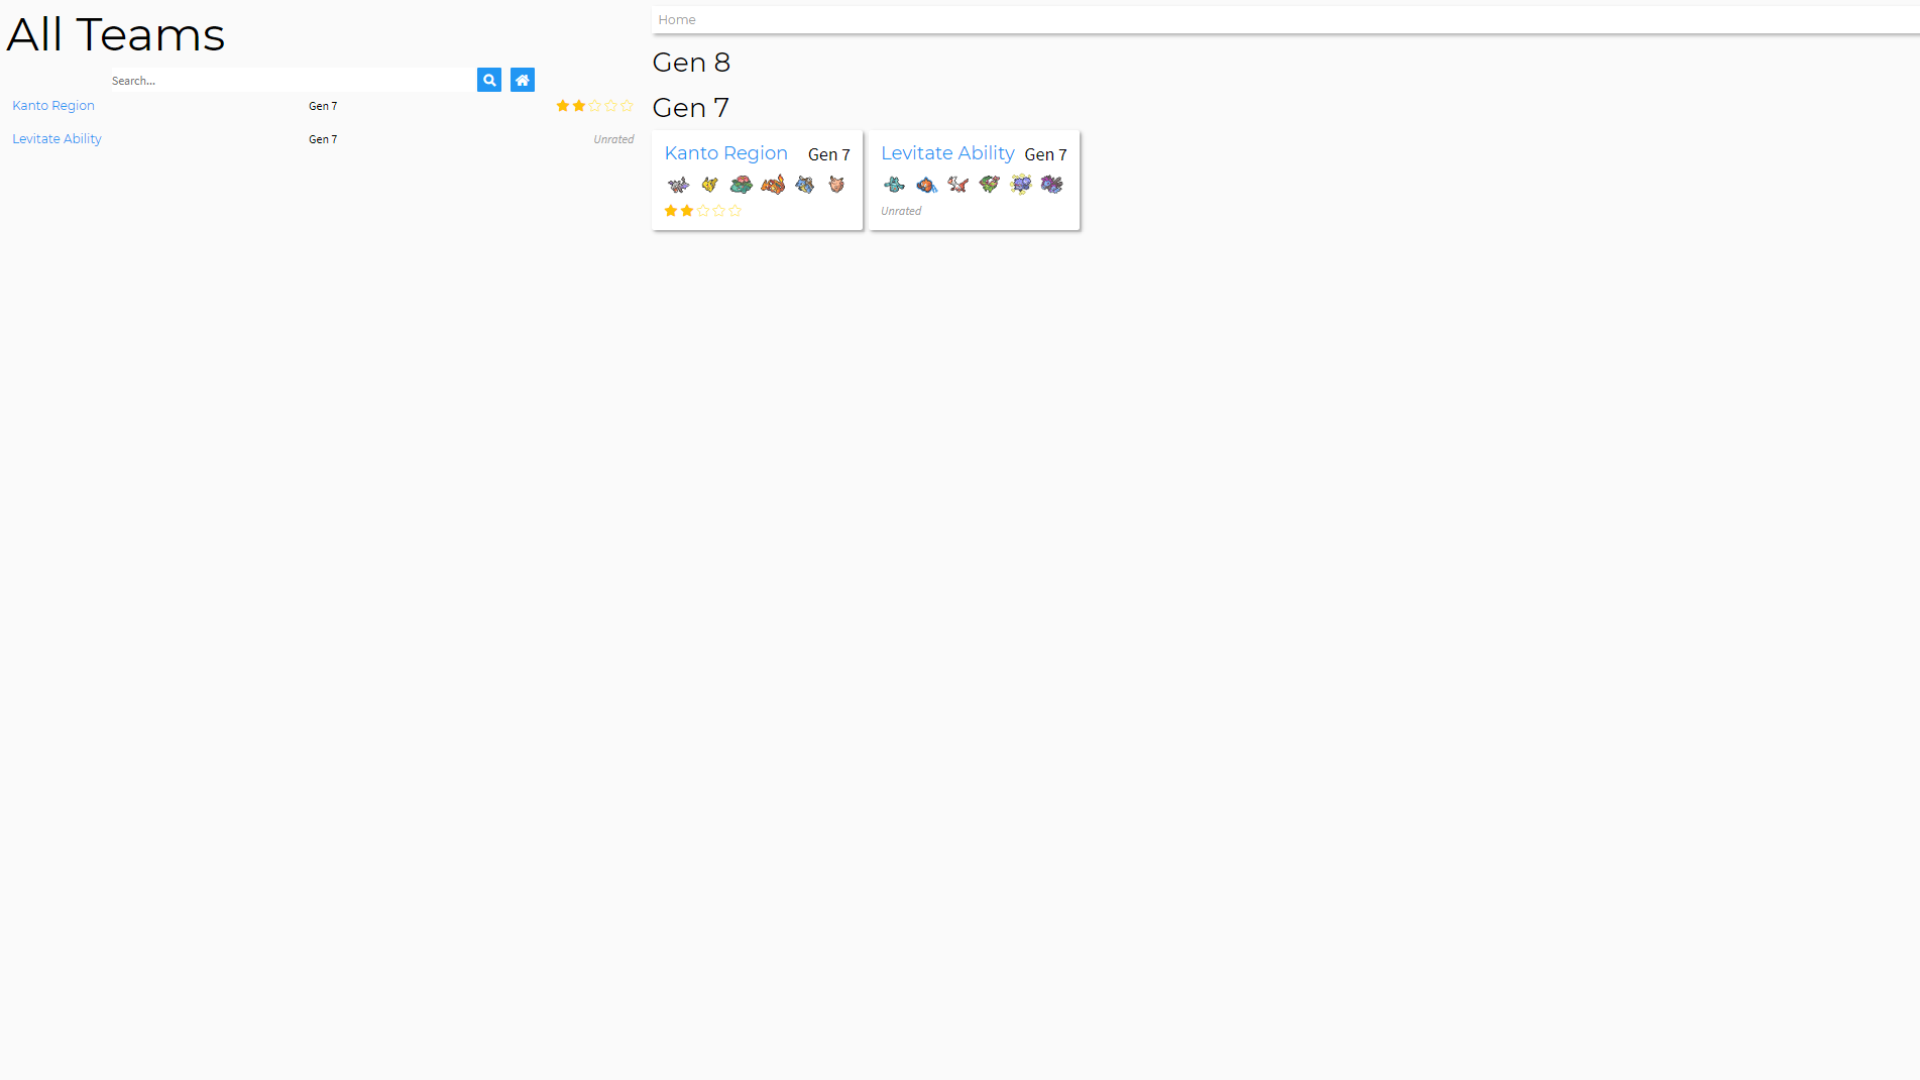 All Teams
Search...
Kanto Region Gen 7
Levitate Ability Gen 7 Unrated
Home
Gen 8
Gen 7
Kanto Region Gen 7
Levitate Ability Gen 7
Unrated